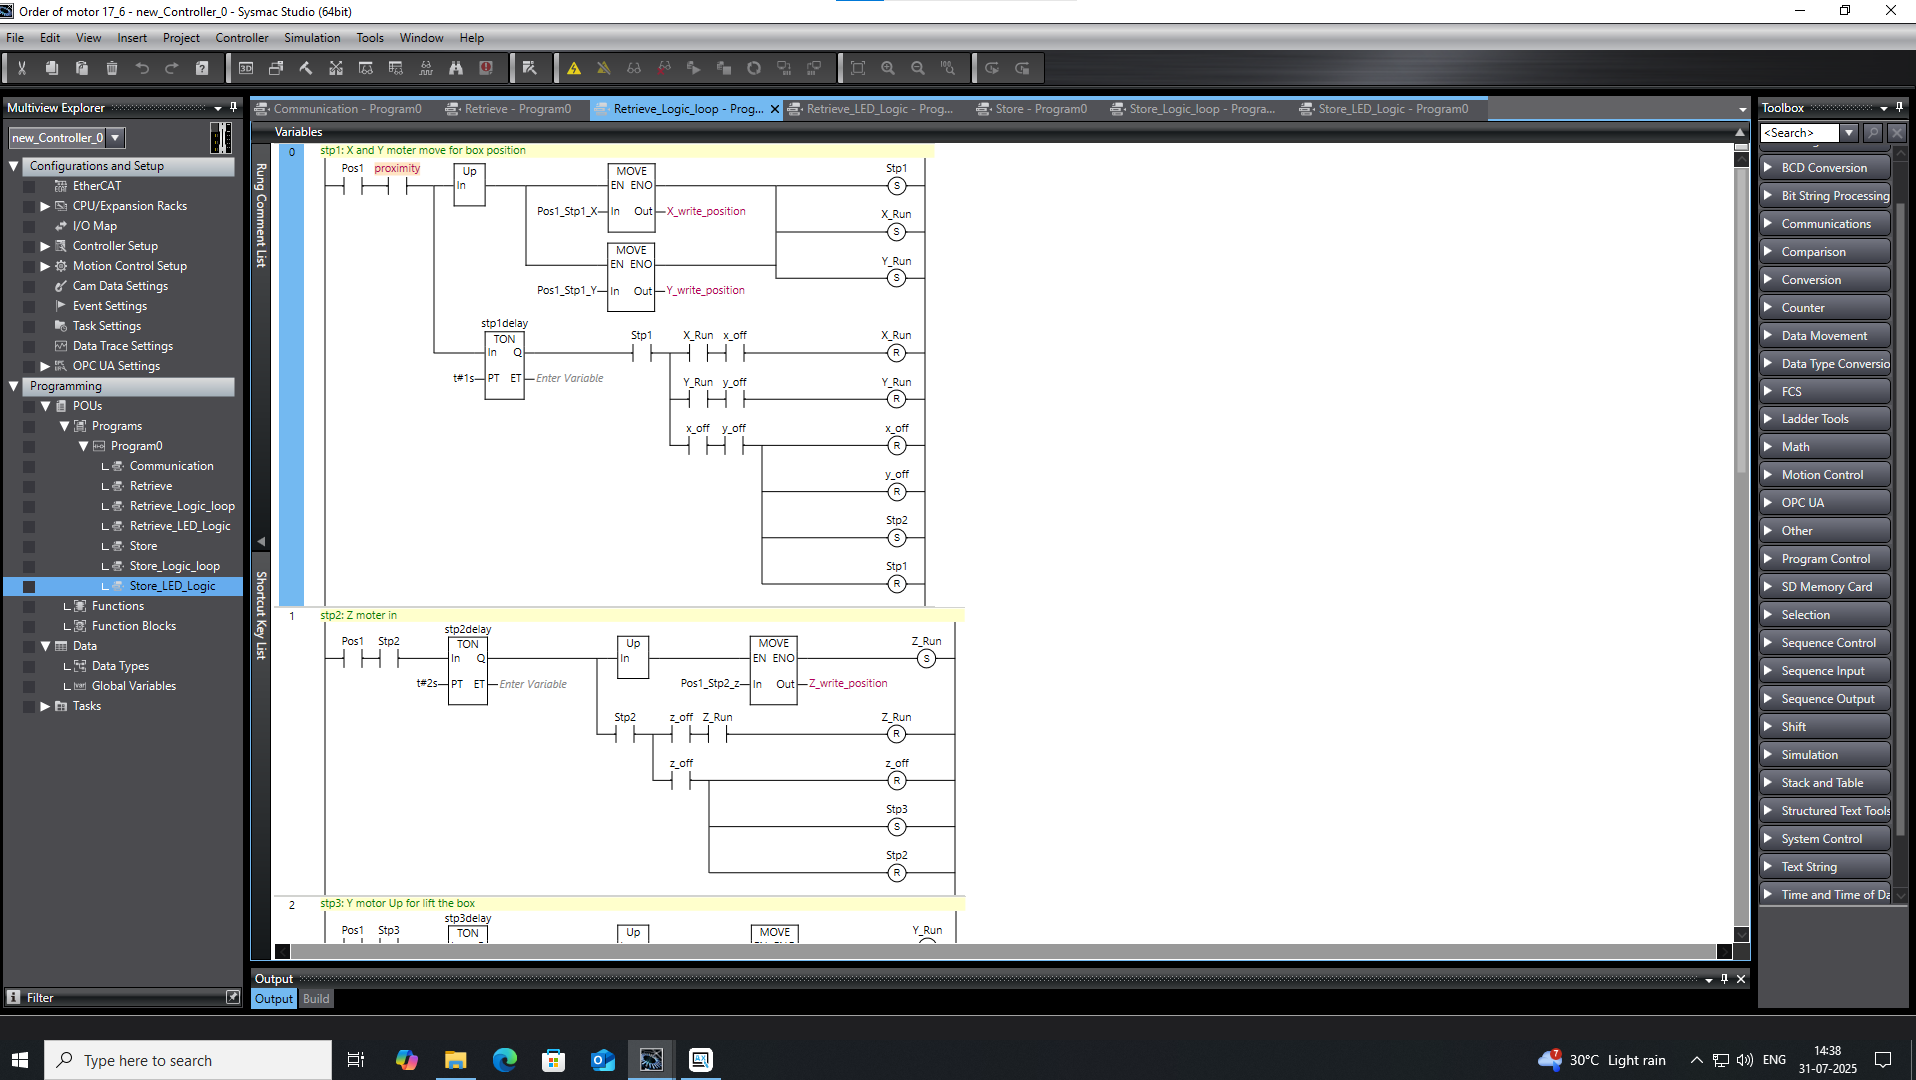 Order of motor 17_6 - new_Controller_0 - Sysmac Studio (64bit)
File Edit View Insert Project Controller Simulation Tools Window Help
Multiview Explorer
new_Controller_0
Configurations and Setup
EtherCAT
CPU/Expansion Racks
I/O Map
Controller Setup
Motion Control Setup
Cam Data Settings
Event Settings
Task Settings
Data Trace Settings
OPC UA Settings
Programming
POUs
Programs
Program0
Communication
Retrieve
Retrieve_Logic_loop
Retrieve_LED_Logic
Store
Store_Logic_loop
Store_LED_Logic
Functions
Function Blocks
Data
Data Types
Global Variables
Tasks
Filter
Communication - Program0 Retrieve - Program0 Retrieve_Logic_loop - Prog... Retrieve_LED_Logic - Prog... Store - Program0 Store_Logic_loop - Progra... Store_LED_Logic - Program0
Variables
Rung Comment List
Shortcut Key List
0 stp1: X and Y moter move for box position
Pos1 proximity Up MOVE Stp1
In EN ENO S
Pos1_Stp1_X In Out X_write_position X_Run
S
MOVE Y_Run
EN ENO S
Pos1_Stp1_Y In Out Y_write_position
stp1delay
TON Stp1 X_Run x_off X_Run
In Q R
t#1s PT ET Enter Variable Y_Run y_off Y_Run
R
x_off y_off x_off
R
y_off
R
Stp2
S
Stp1
R
1 stp2: Z moter in
stp2delay
Pos1 Stp2 TON Up MOVE Z_Run
In Q In EN ENO S
t#2s PT ET Enter Variable Pos1_Stp2_z In Out Z_write_position
Stp2 z_off Z_Run Z_Run
R
z_off z_off
R
Stp3
S
Stp2
R
2 stp3: Y motor Up for lift the box
stp3delay
Pos1 Stp3 TON Up MOVE Y_Run
Output
Output Build
Toolbox
<Search>
BCD Conversion
Bit String Processing
Communications
Comparison
Conversion
Counter
Data Movement
Data Type Conversio
FCS
Ladder Tools
Math
Motion Control
OPC UA
Other
Program Control
SD Memory Card
Selection
Sequence Control
Sequence Input
Sequence Output
Shift
Simulation
Stack and Table
Structured Text Tools
System Control
Text String
Time and Time of Da
Type here to search
7
30°C Light rain
ENG
14:38
31-07-2025